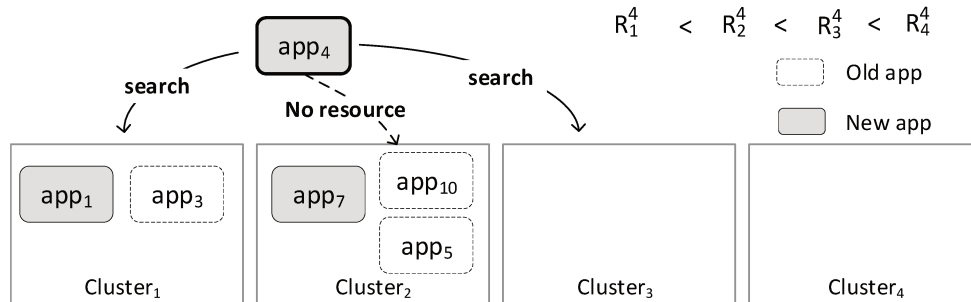 app₄
R₁⁴ < R₂⁴ < R₃⁴ < R₄⁴
search
search
No resource
Old app
New app
app₁
app₃
app₇
app₁₀
app₅
Cluster₁
Cluster₂
Cluster₃
Cluster₄